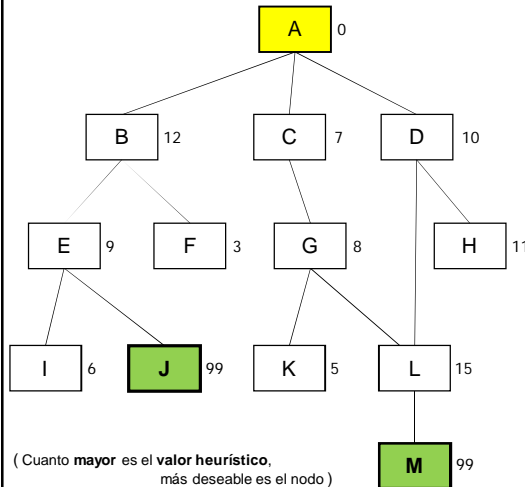 A 0
B 12 C 7 D 10
E 9 F 3 G 8 H 11
I 6 J 99 K 5 L 15
( Cuanto mayor es el valor heurístico, M 99
más deseable es el nodo )